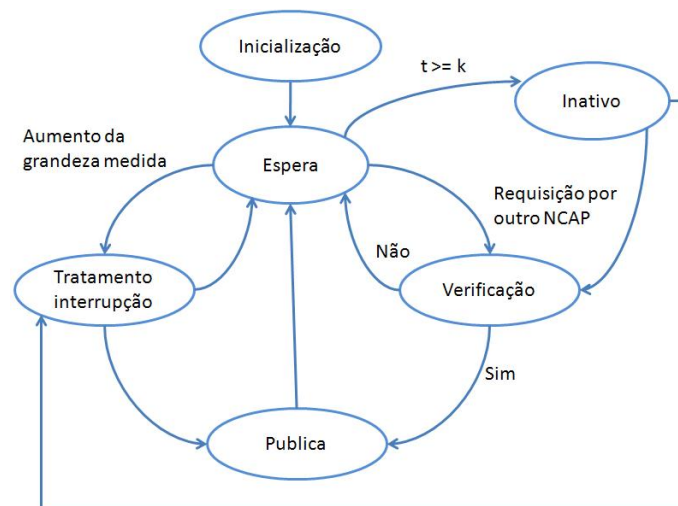 Inicialização
t >= k
Inativo
Aumento da
grandeza medida
Espera
Requisição por
outro NCAP
Não
Tratamento
interrupção
Verificação
Sim
Publica